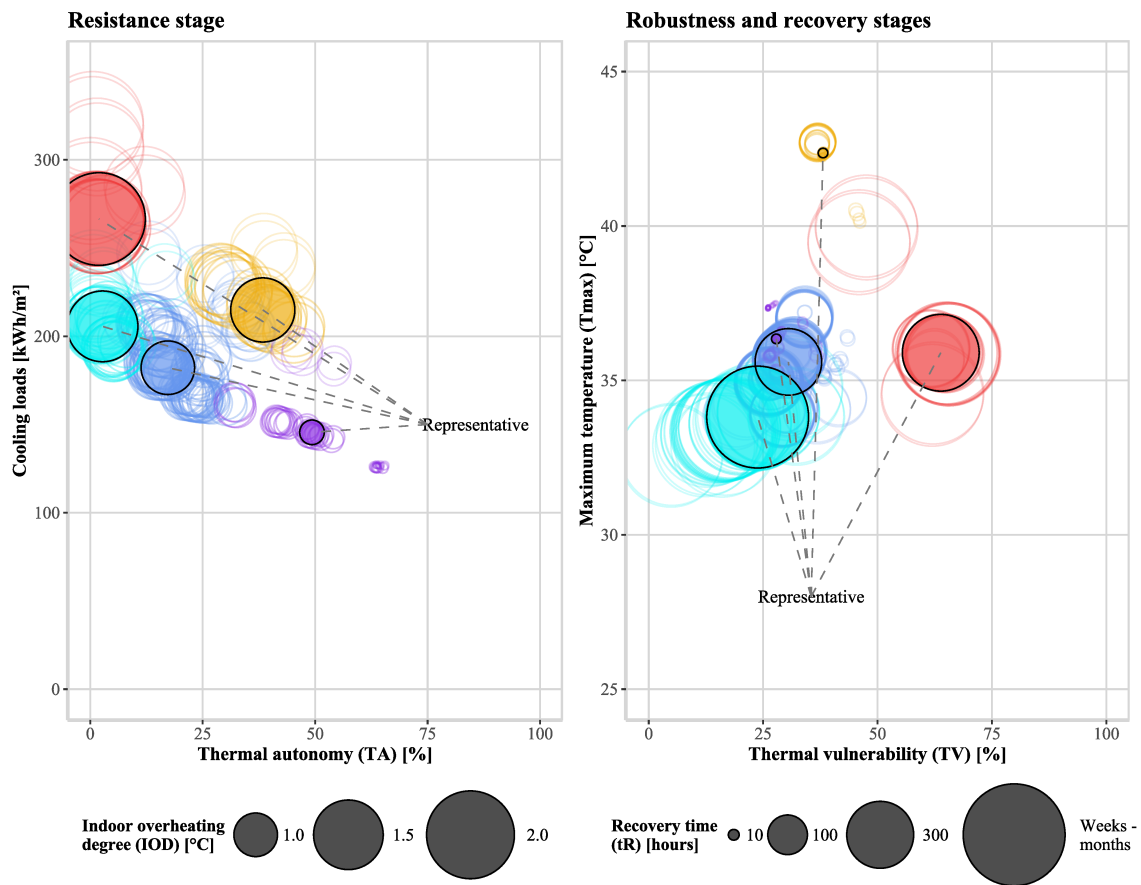 Resistance stage
Robustness and recovery stages
Cooling loads [kWh/m²]
300
200
100
0
Representative
0
25
50
75
100
Thermal autonomy (TA) [%]
Maximum temperature (Tmax) [°C]
45
40
35
30
25
Representative
0
25
50
75
100
Thermal vulnerability (TV) [%]
Indoor overheating
degree (IOD) [°C]
1.0
1.5
2.0
Recovery time
(tR) [hours]
10
100
300
Weeks -
months